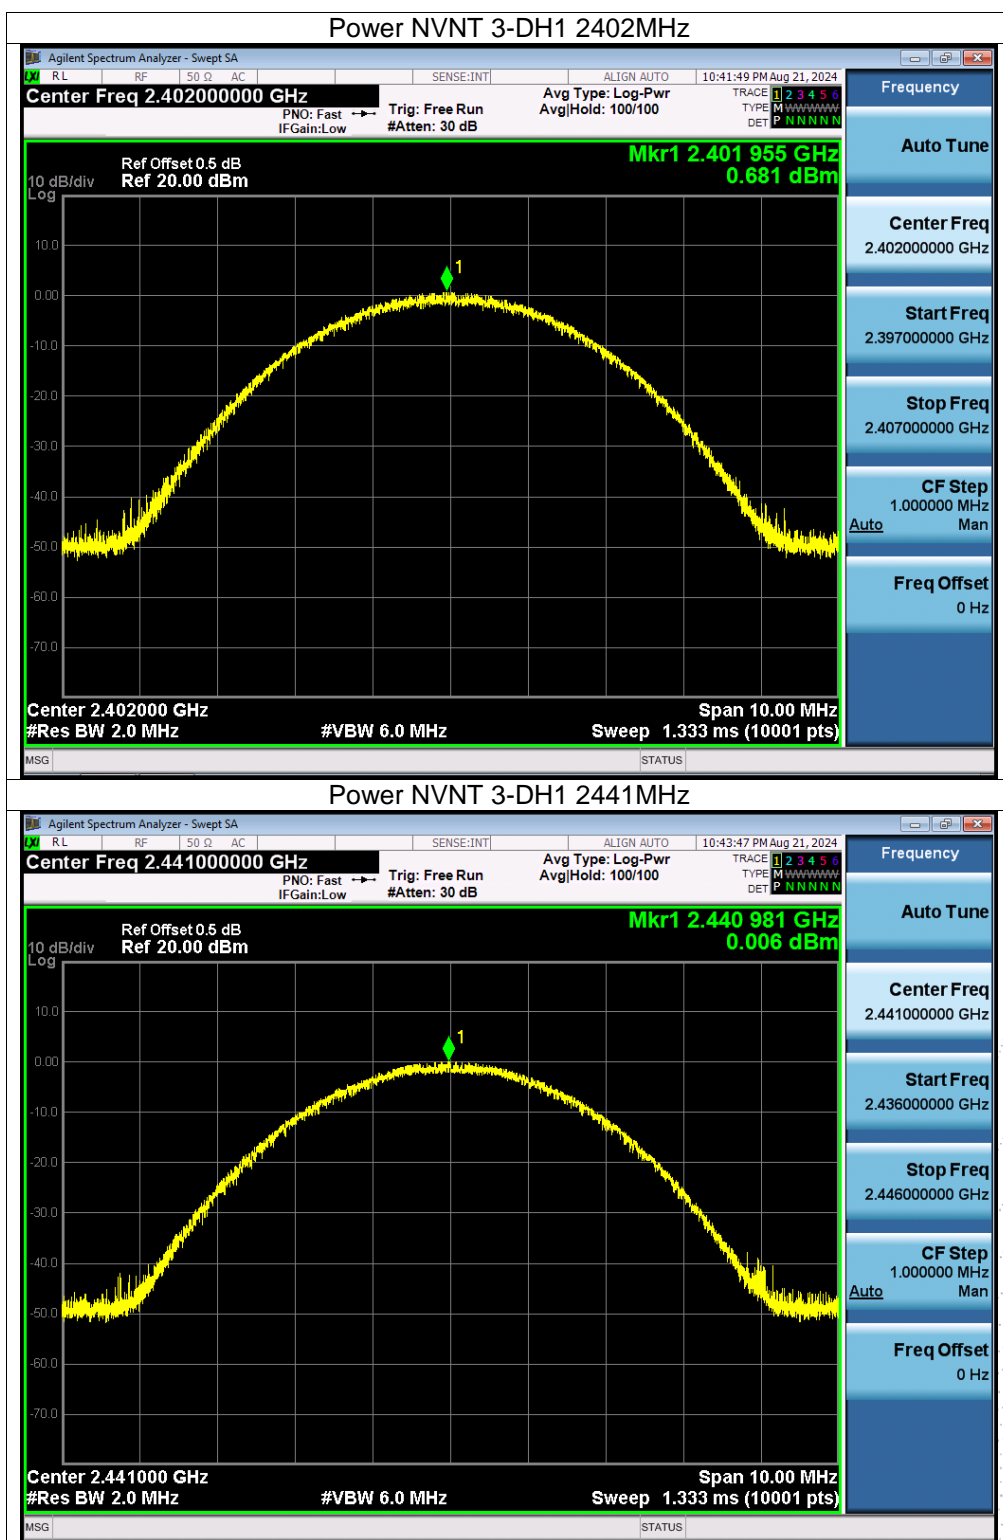 Power NVNT 3-DH1 2402MHz
Agilent Spectrum Analyzer - Swept SA
LXI RL RF 50 Ω AC SENSE:INT ALIGN AUTO 10:41:49 PM Aug 21, 2024
Center Freq 2.402000000 GHz
PNO: Fast
IFGain:Low
Trig: Free Run
#Atten: 30 dB
Avg Type: Log-Pwr
Avg|Hold: 100/100
TRACE 1 2 3 4 5 6
TYPE M WWWWW
DET P N N N N N
Frequency
Auto Tune
Center Freq
2.402000000 GHz
Start Freq
2.397000000 GHz
Stop Freq
2.407000000 GHz
CF Step
1.000000 MHz
Auto Man
Freq Offset
0 Hz
Mkr1 2.401 955 GHz
0.681 dBm
Ref Offset 0.5 dB
10 dB/div Ref 20.00 dBm
Log
10.0
1
0.00
-10.0
-20.0
-30.0
-40.0
-50.0
-60.0
-70.0
Center 2.402000 GHz Span 10.00 MHz
#Res BW 2.0 MHz #VBW 6.0 MHz Sweep 1.333 ms (10001 pts)
MSG STATUS
Power NVNT 3-DH1 2441MHz
Agilent Spectrum Analyzer - Swept SA
LXI RL RF 50 Ω AC SENSE:INT ALIGN AUTO 10:43:47 PM Aug 21, 2024
Center Freq 2.441000000 GHz
PNO: Fast
IFGain:Low
Trig: Free Run
#Atten: 30 dB
Avg Type: Log-Pwr
Avg|Hold: 100/100
TRACE 1 2 3 4 5 6
TYPE M WWWWW
DET P N N N N N
Frequency
Auto Tune
Center Freq
2.441000000 GHz
Start Freq
2.436000000 GHz
Stop Freq
2.446000000 GHz
CF Step
1.000000 MHz
Auto Man
Freq Offset
0 Hz
Mkr1 2.440 981 GHz
0.006 dBm
Ref Offset 0.5 dB
10 dB/div Ref 20.00 dBm
Log
10.0
1
0.00
-10.0
-20.0
-30.0
-40.0
-50.0
-60.0
-70.0
Center 2.441000 GHz Span 10.00 MHz
#Res BW 2.0 MHz #VBW 6.0 MHz Sweep 1.333 ms (10001 pts)
MSG STATUS